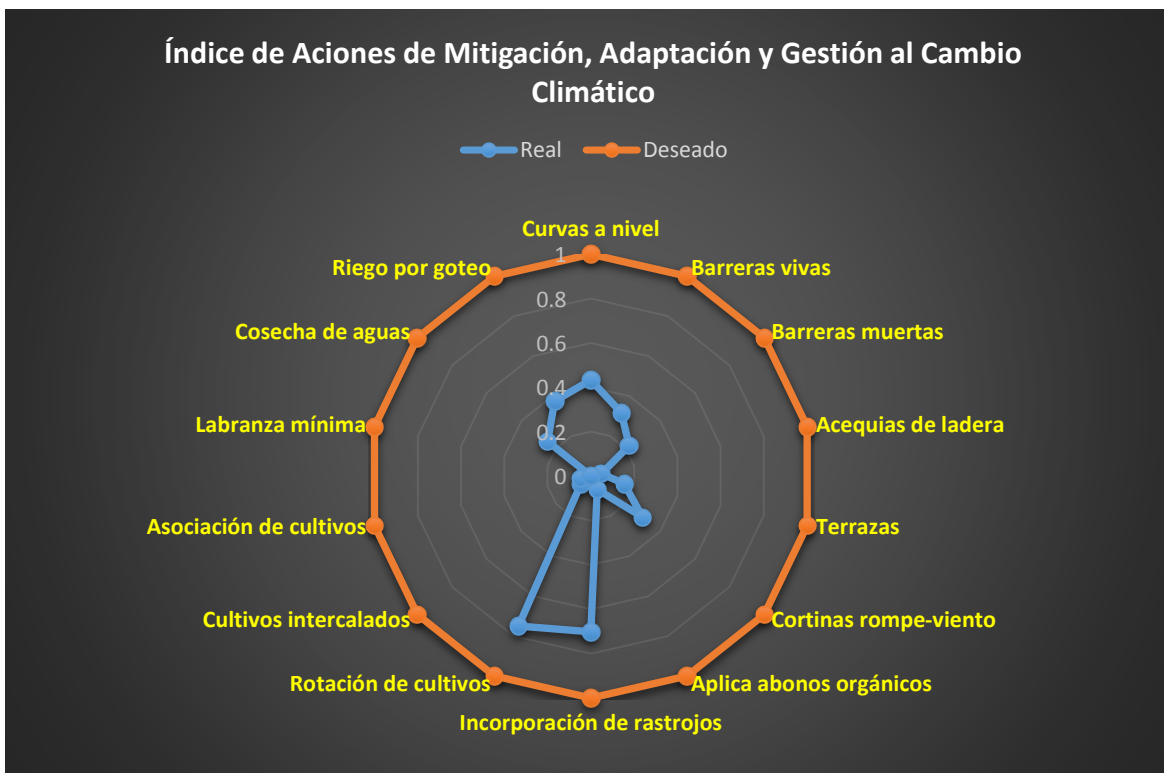 Índice de Aciones de Mitigación, Adaptación y Gestión al Cambio
Climático
Real
Deseado
Curvas a nivel
Barreras vivas
Barreras muertas
Acequias de ladera
Terrazas
Cortinas rompe-viento
Aplica abonos orgánicos
Incorporación de rastrojos
Rotación de cultivos
Cultivos intercalados
Asociación de cultivos
Labranza mínima
Cosecha de aguas
Riego por goteo
1
0.8
0.6
0.4
0.2
0